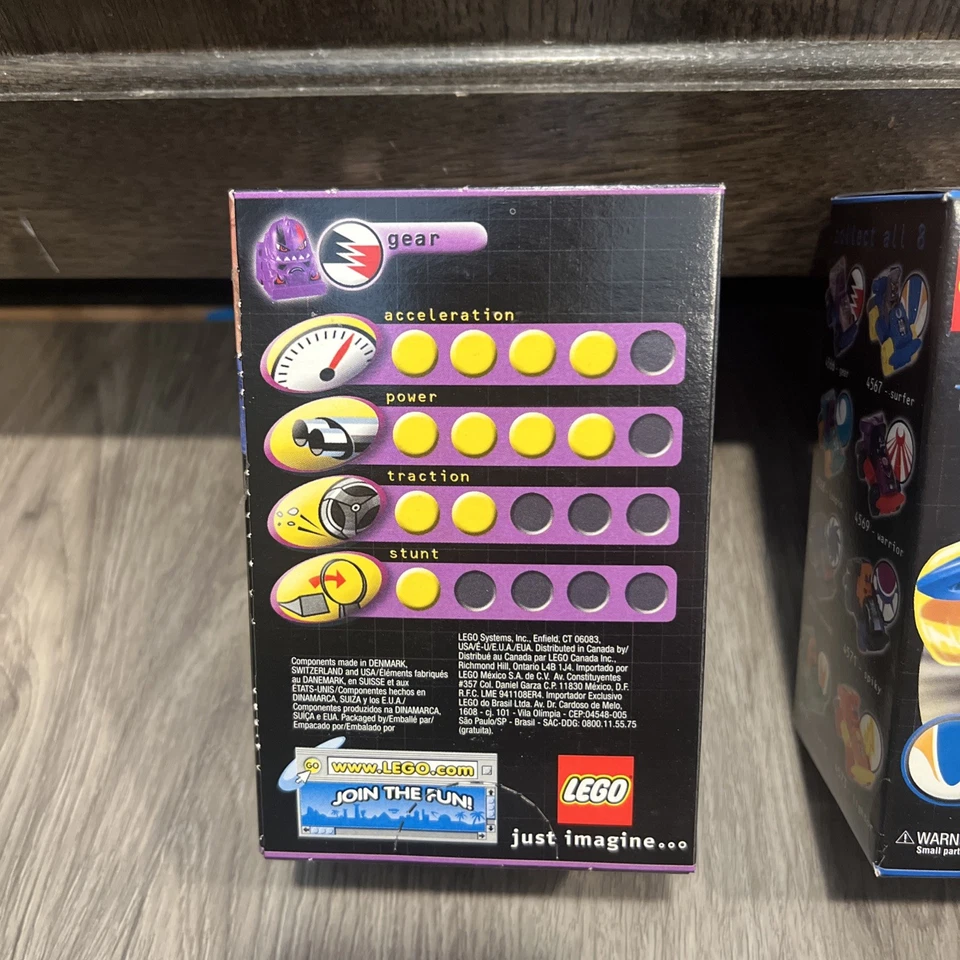 gear
acceleration
power
traction
stunt
Components made in DENMARK,
SWITZERLAND and USA/Eléments fabriqués
au DANEMARK, en SUISSE et aux
ÉTATS-UNIS/Componentes hechos en
DINAMARCA, SUIZA y los E.U.A./
Componentes produzidos na DINAMARCA,
SUIÇA e EUA. Packaged by/Emballé par/
Empacado por/Embalado por
LEGO Systems, Inc., Enfield, CT 06083,
USA/É-U/E.U.A./EUA. Distributed in Canada by/
Distribué au Canada par LEGO Canada Inc.,
Richmond Hill, Ontario L4B 1J4. Importado por
LEGO México S.A. de C.V. Av. Constituyentes
#357 Col. Daniel Garza C.P. 11830 México, D.F.
R.F.C. LME 941108ER4. Importador Exclusivo
LEGO do Brasil Ltda. Av. Dr. Cardoso de Melo,
1608 - cj. 101 - Vila Olímpia - CEP:04548-005
São Paulo/SP - Brasil - SAC-DDG: 0800.11.55.75
(gratuita).
GO www.LEGO.com
JOIN THE FUN!
LEGO
just imagine...
collect all 8
4567 - surfer
4569 - warrior
spiky
WARN
Small part